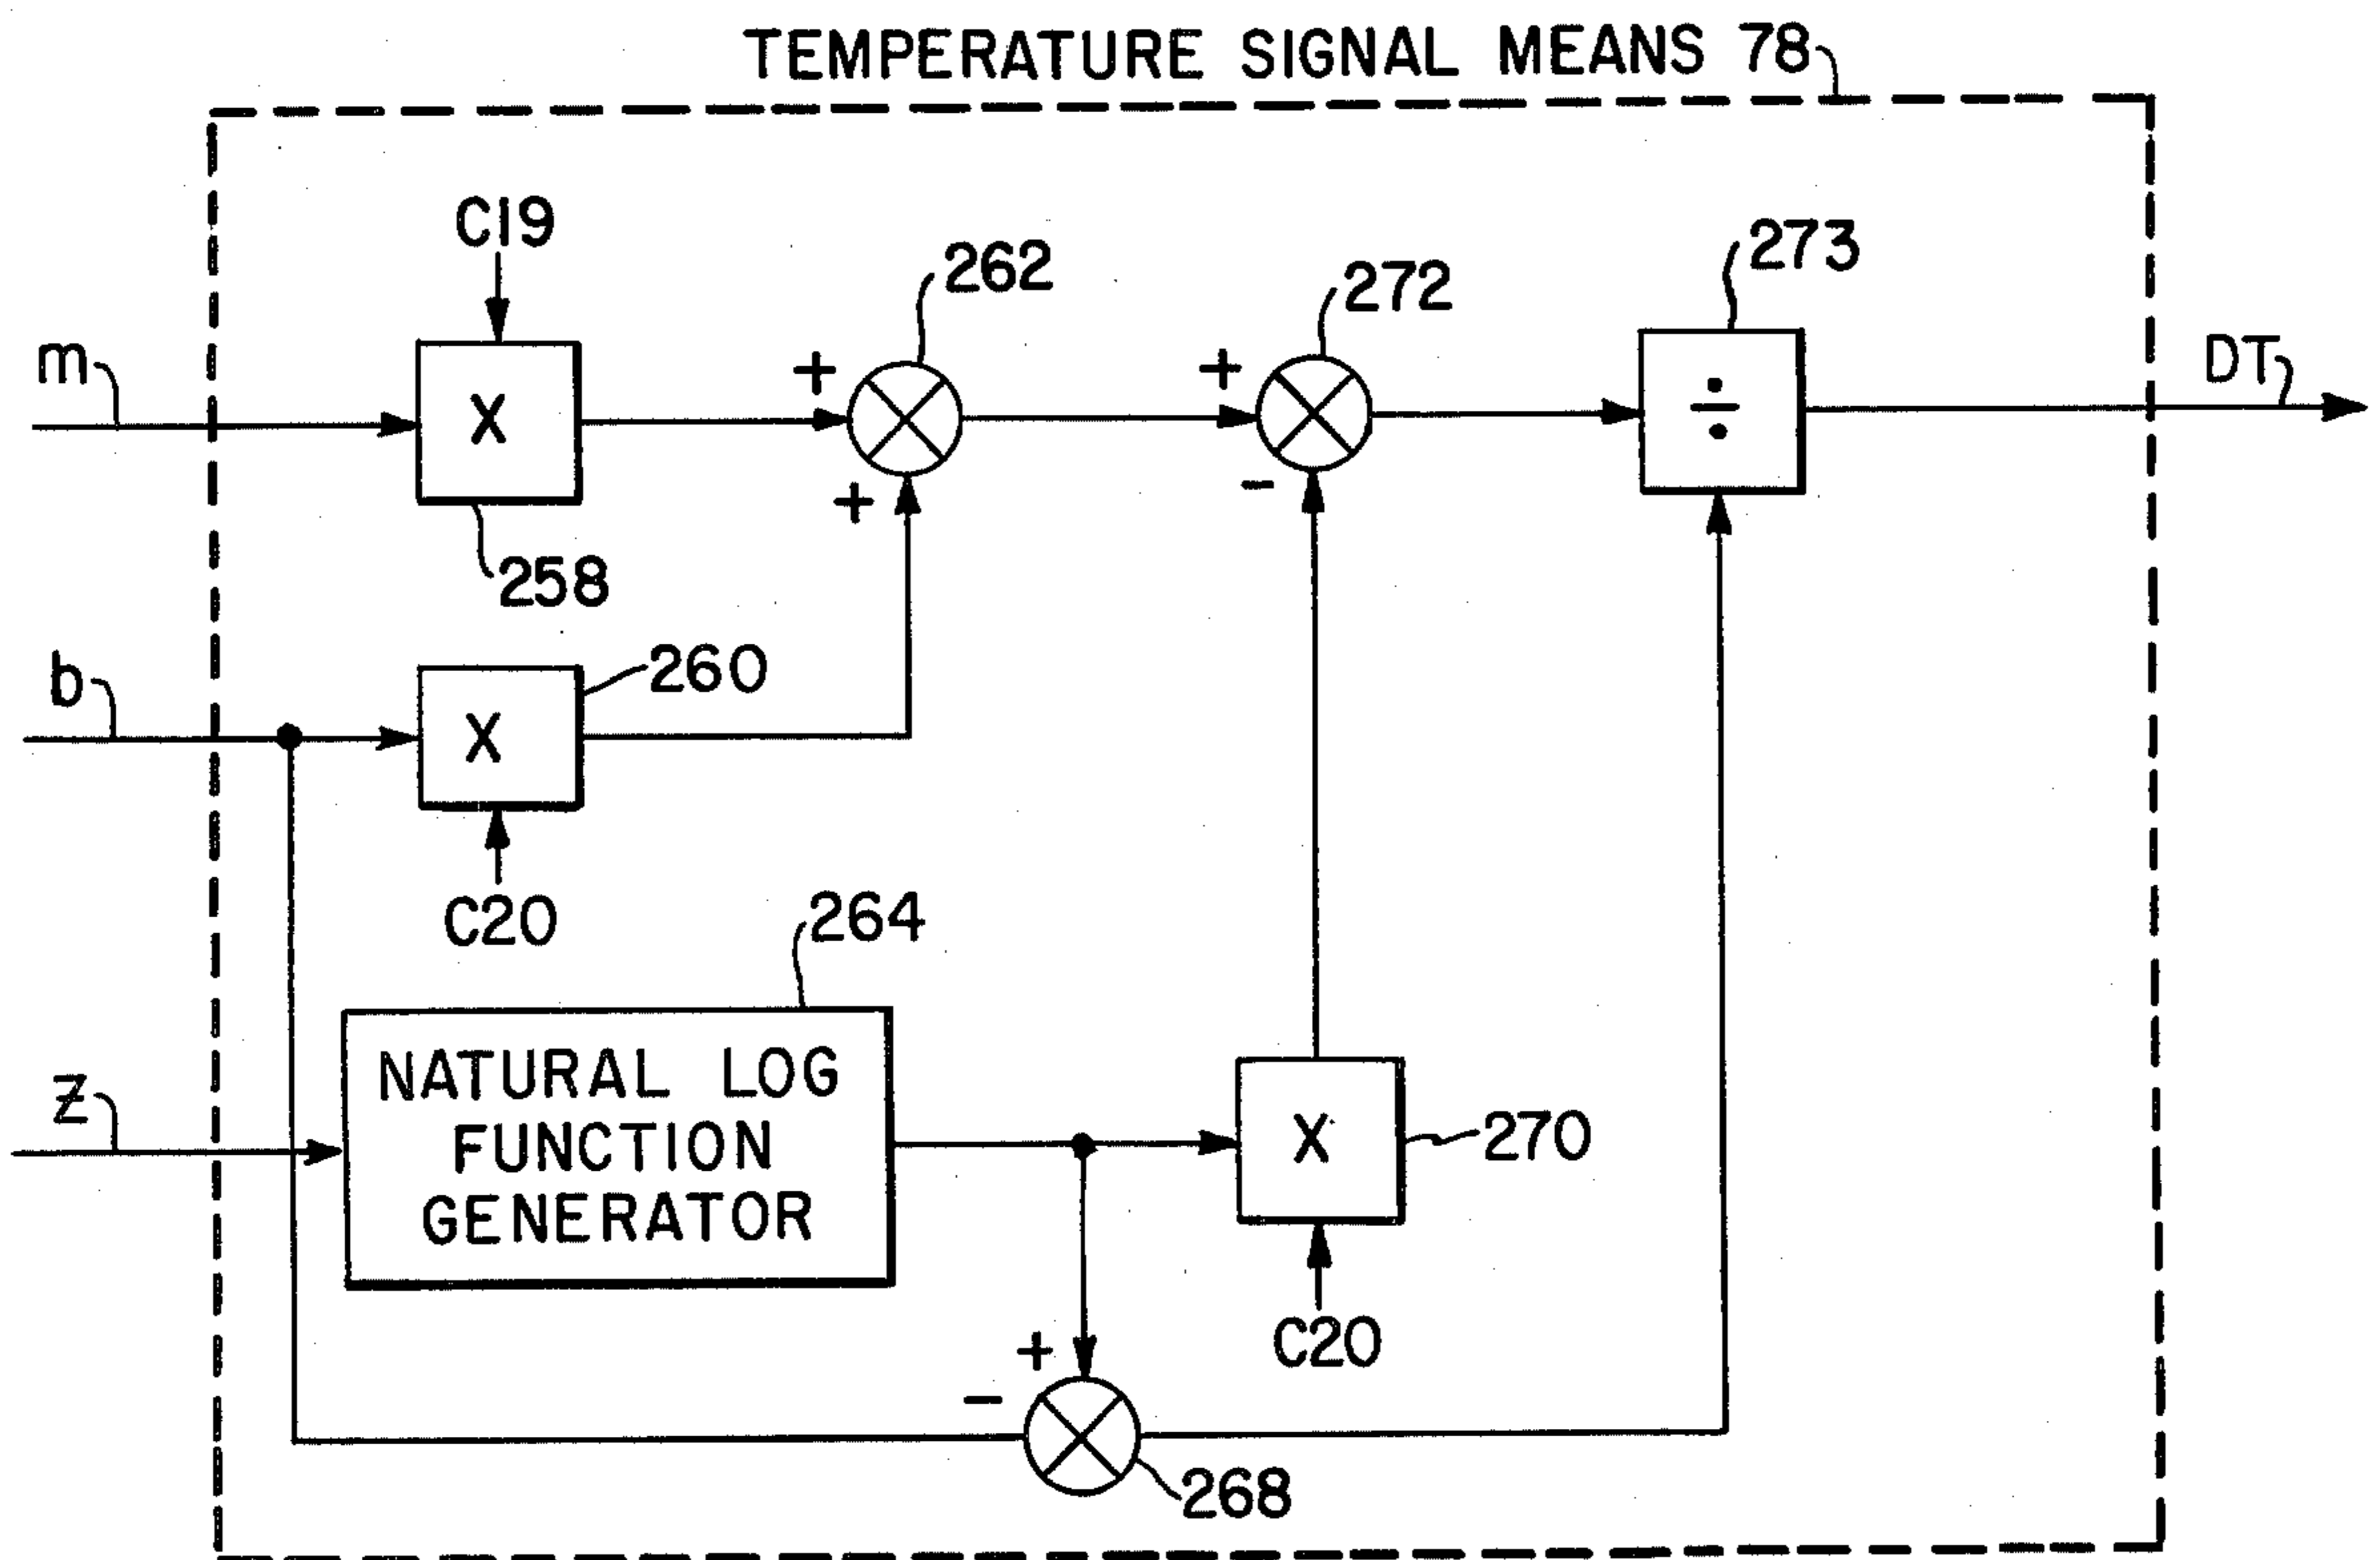 TEMPERATURE SIGNAL MEANS 78
C19
262
272
273
m
+
+
DT
X
÷
+
-
258
b
260
X
C20
264
Z
NATURAL LOG
FUNCTION
GENERATOR
X
270
C20
+
-
268